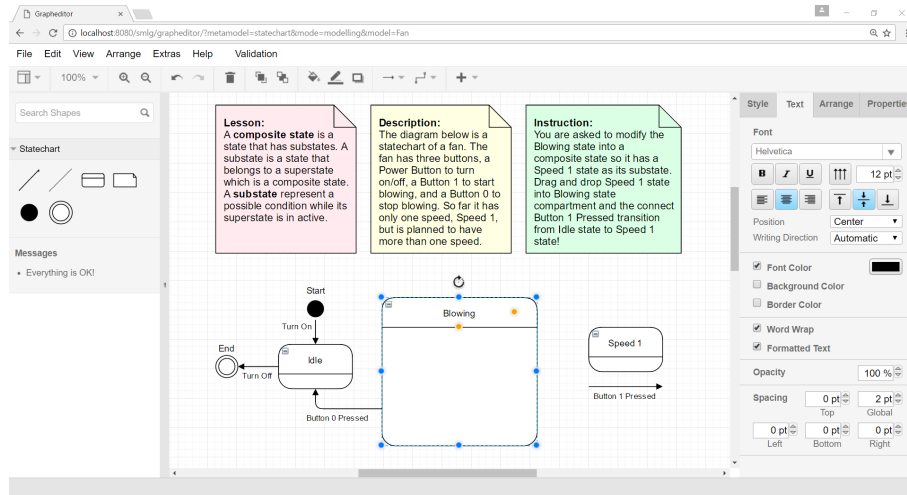 Grapheditor
localhost:8080/smlg/grapheditor/?metamodel=statechart&mode=modelling&model=Fan
File Edit View Arrange Extras Help Validation
100%
Search Shapes
Statechart
Messages
Everything is OK!
Lesson:
A composite state is a
state that has substates. A
substate is a state that
belongs to a superstate
which is a composite state.
A substate represent a
possible condition while its
superstate is in active.
Description:
The diagram below is a
statechart of a fan. The
fan has three buttons, a
Power Button to turn
on/off, a Button 1 to start
blowing, and a Button 0 to
stop blowing. So far it has
only one speed, Speed 1,
but is planned to have
more than one speed.
Instruction:
You are asked to modify the
Blowing state into a
composite state so it has a
Speed 1 state as its substate.
Drag and drop Speed 1 state
into Blowing state
compartment and the connect
Button 1 Pressed transition
from Idle state to Speed 1
state!
Start
Turn On
End
Idle
Turn Off
Button 0 Pressed
Blowing
Speed 1
Button 1 Pressed
Style Text Arrange Propertie
Font
Helvetica
B I U 12 pt
Position Center
Writing Direction Automatic
Font Color
Background Color
Border Color
Word Wrap
Formatted Text
Opacity 100 %
Spacing 0 pt 2 pt
Top Global
0 pt 0 pt 0 pt
Left Bottom Right